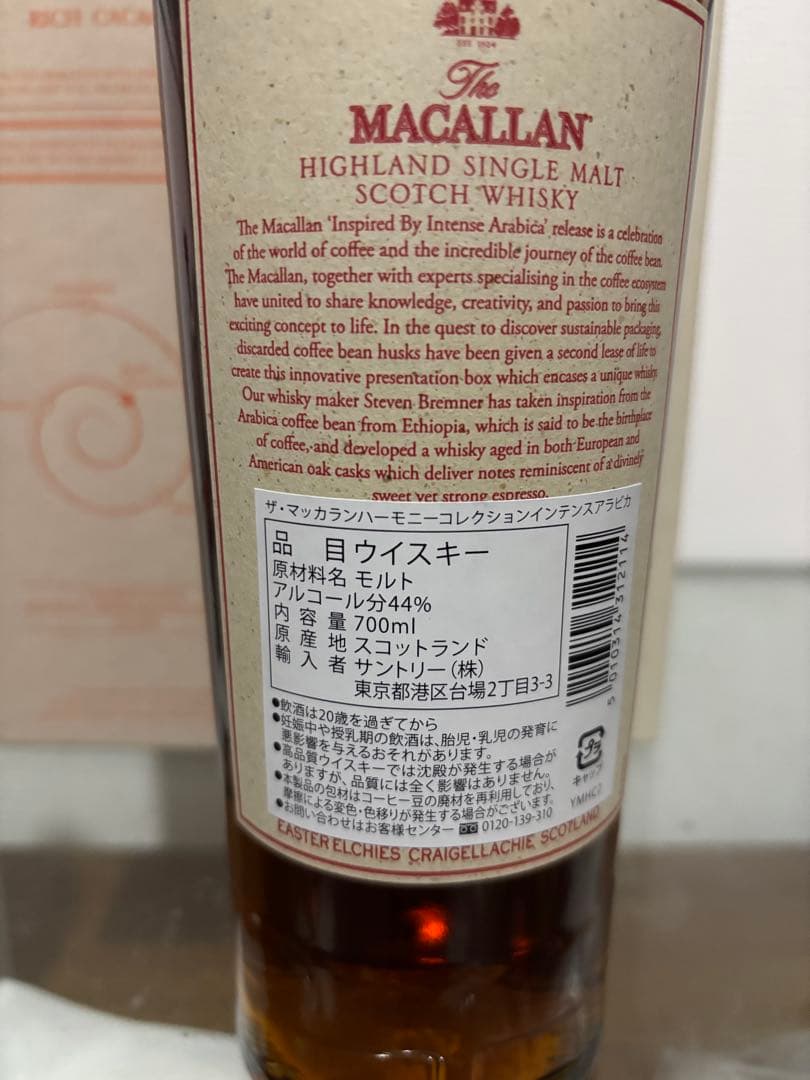 RICH CACA
EST. 1824
The
MACALLAN
HIGHLAND SINGLE MALT
SCOTCH WHISKY
The Macallan ‘Inspired By Intense Arabica’ release is a celebration
of the world of coffee and the incredible journey of the coffee bean.
The Macallan, together with experts specialising in the coffee ecosystem
have united to share knowledge, creativity, and passion to bring this
exciting concept to life. In the quest to discover sustainable packaging,
discarded coffee bean husks have been given a second lease of life to
create this innovative presentation box which encases a unique whisky.
Our whisky maker Steven Bremner has taken inspiration from the
Arabica coffee bean from Ethiopia, which is said to be the birthplace
of coffee, and developed a whisky aged in both European and
American oak casks which deliver notes reminiscent of a divinely
sweet yet strong espresso.
ザ・マッカランハーモニーコレクションインテンスアラビカ
品目 ウイスキー
原材料名 モルト
アルコール分44%
内容量 700ml
原産地 スコットランド
輸入者 サントリー(株)
東京都港区台場2丁目3-3
5010314312114
●飲酒は20歳を過ぎてから
●妊娠中や授乳期の飲酒は、胎児・乳児の発育に
悪影響を与えるおそれがあります。
●高品質ウイスキーでは沈殿が発生する場合が
ありますが、品質には全く影響はありません。
●本製品の包材はコーヒー豆の廃材を再利用しており、
摩擦による変色・色移りが発生する場合がございます。
●お問い合わせはお客様センター 0120-139-310
プラ
キャップ
EASTER ELCHIES CRAIGELLACHIE SCOTLAND